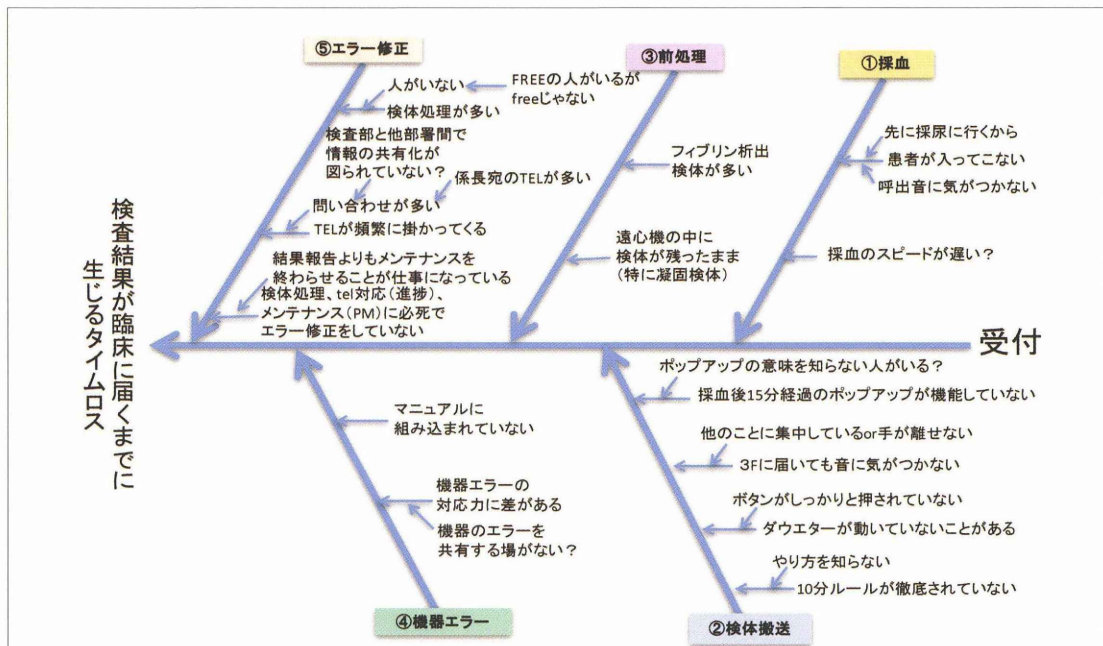 ⑤エラー修正
人がいない
FREEの人がいるが
freeじゃない
検体処理が多い
検査部と他部署間で
情報の共有化が
図られていない?
係長宛のTELが多い
問い合わせが多い
TELが頻繁に掛かってくる
結果報告よりもメンテナンスを
終わらせることが仕事になっている
検体処理、tel対応(進捗)、
メンテナンス(PM)に必死で
エラー修正をしていない
③前処理
フィブリン析出
検体が多い
遠心機の中に
検体が残ったまま
(特に凝固検体)
①採血
先に採尿に行くから
患者が入ってこない
呼出音に気がつかない
採血のスピードが遅い?
検査結果が臨床に届くまでに
生じるタイムロス
受付
マニュアルに
組み込まれていない
機器エラーの
対応力に差がある
機器のエラーを
共有する場がない?
④機器エラー
ポップアップの意味を知らない人がいる?
採血後15分経過のポップアップが機能していない
他のことに集中しているor手が離せない
3Fに届いても音に気がつかない
ボタンがしっかりと押されていない
ダウエターが動いていないことがある
やり方を知らない
10分ルールが徹底されていない
②検体搬送